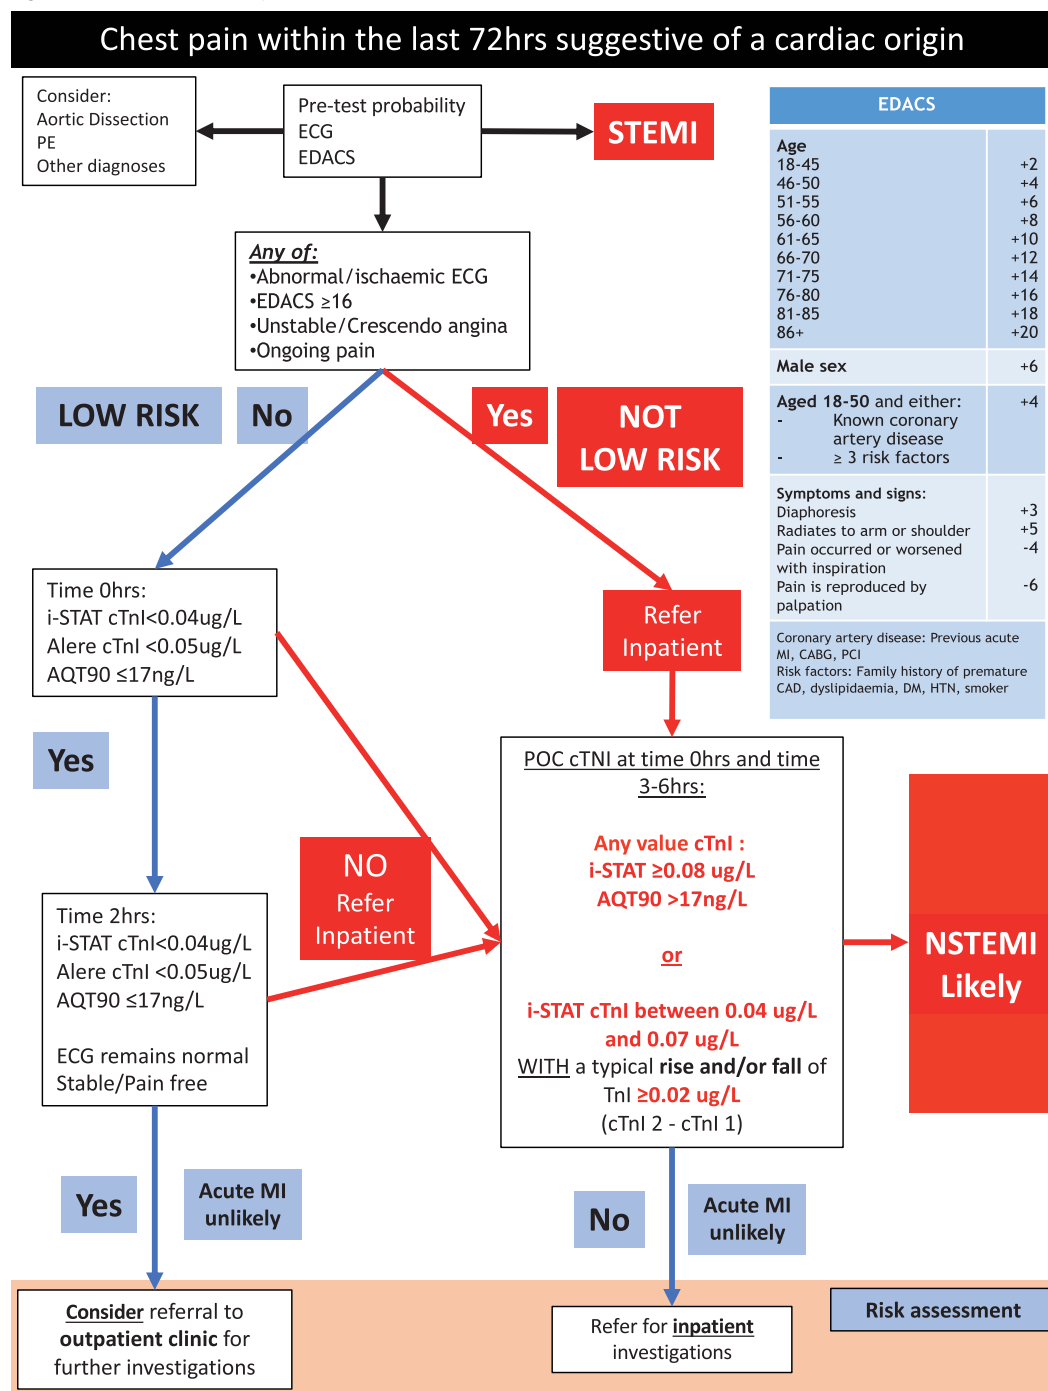 Chest pain within the last 72hrs suggestive of a cardiac origin
Consider:
Aortic Dissection
PE
Other diagnoses
Pre-test probability
ECG
EDACS
STEMI
Any of:
•Abnormal/ischaemic ECG
•EDACS ≥16
•Unstable/Crescendo angina
•Ongoing pain
LOW RISK
No
Yes
NOT
LOW RISK
EDACS
Age
18-45 +2
46-50 +4
51-55 +6
56-60 +8
61-65 +10
66-70 +12
71-75 +14
76-80 +16
81-85 +18
86+ +20
Male sex +6
Aged 18-50 and either: +4
- Known coronary
artery disease
- ≥ 3 risk factors
Symptoms and signs:
Diaphoresis +3
Radiates to arm or shoulder +5
Pain occurred or worsened -4
with inspiration
Pain is reproduced by -6
palpation
Coronary artery disease: Previous acute
MI, CABG, PCI
Risk factors: Family history of premature
CAD, dyslipidaemia, DM, HTN, smoker
Time 0hrs:
i-STAT cTnI<0.04ug/L
Alere cTnI <0.05ug/L
AQT90 ≤17ng/L
Refer
Inpatient
Yes
NO
Refer
Inpatient
Time 2hrs:
i-STAT cTnI<0.04ug/L
Alere cTnI <0.05ug/L
AQT90 ≤17ng/L
ECG remains normal
Stable/Pain free
POC cTNI at time 0hrs and time
3-6hrs:
Any value cTnI :
i-STAT ≥0.08 ug/L
AQT90 >17ng/L
or
i-STAT cTnI between 0.04 ug/L
and 0.07 ug/L
WITH a typical rise and/or fall of
TnI ≥0.02 ug/L
(cTnI 2 - cTnI 1)
NSTEMI
Likely
Yes
Acute MI
unlikely
No
Acute MI
unlikely
Consider referral to
outpatient clinic for
further investigations
Refer for inpatient
investigations
Risk assessment